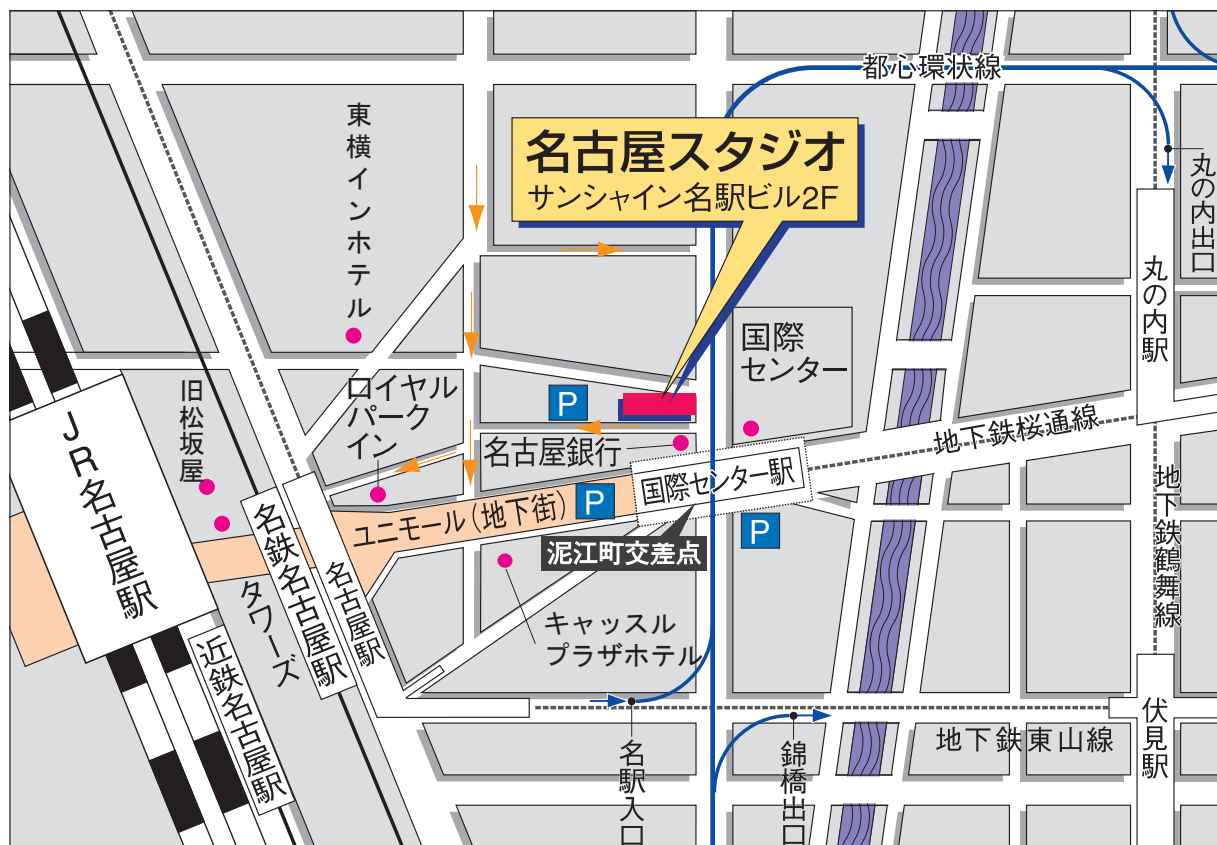 都心環状線
名古屋スタジオ
サンシャイン名駅ビル2F
東横インホテル
丸の内出口
丸の内駅
国際
センター
旧松坂屋
ロイヤル
パーク
イン
P
JR名古屋駅
名古屋銀行
地下鉄桜通線
国際センター駅
P
ユニモール(地下街)
P
泥江町交差点
地下鉄鶴舞線
名鉄名古屋駅
名古屋駅
タワーズ
近鉄名古屋駅
キャッスル
プラザホテル
伏見駅
地下鉄東山線
名駅入口
錦橋出口